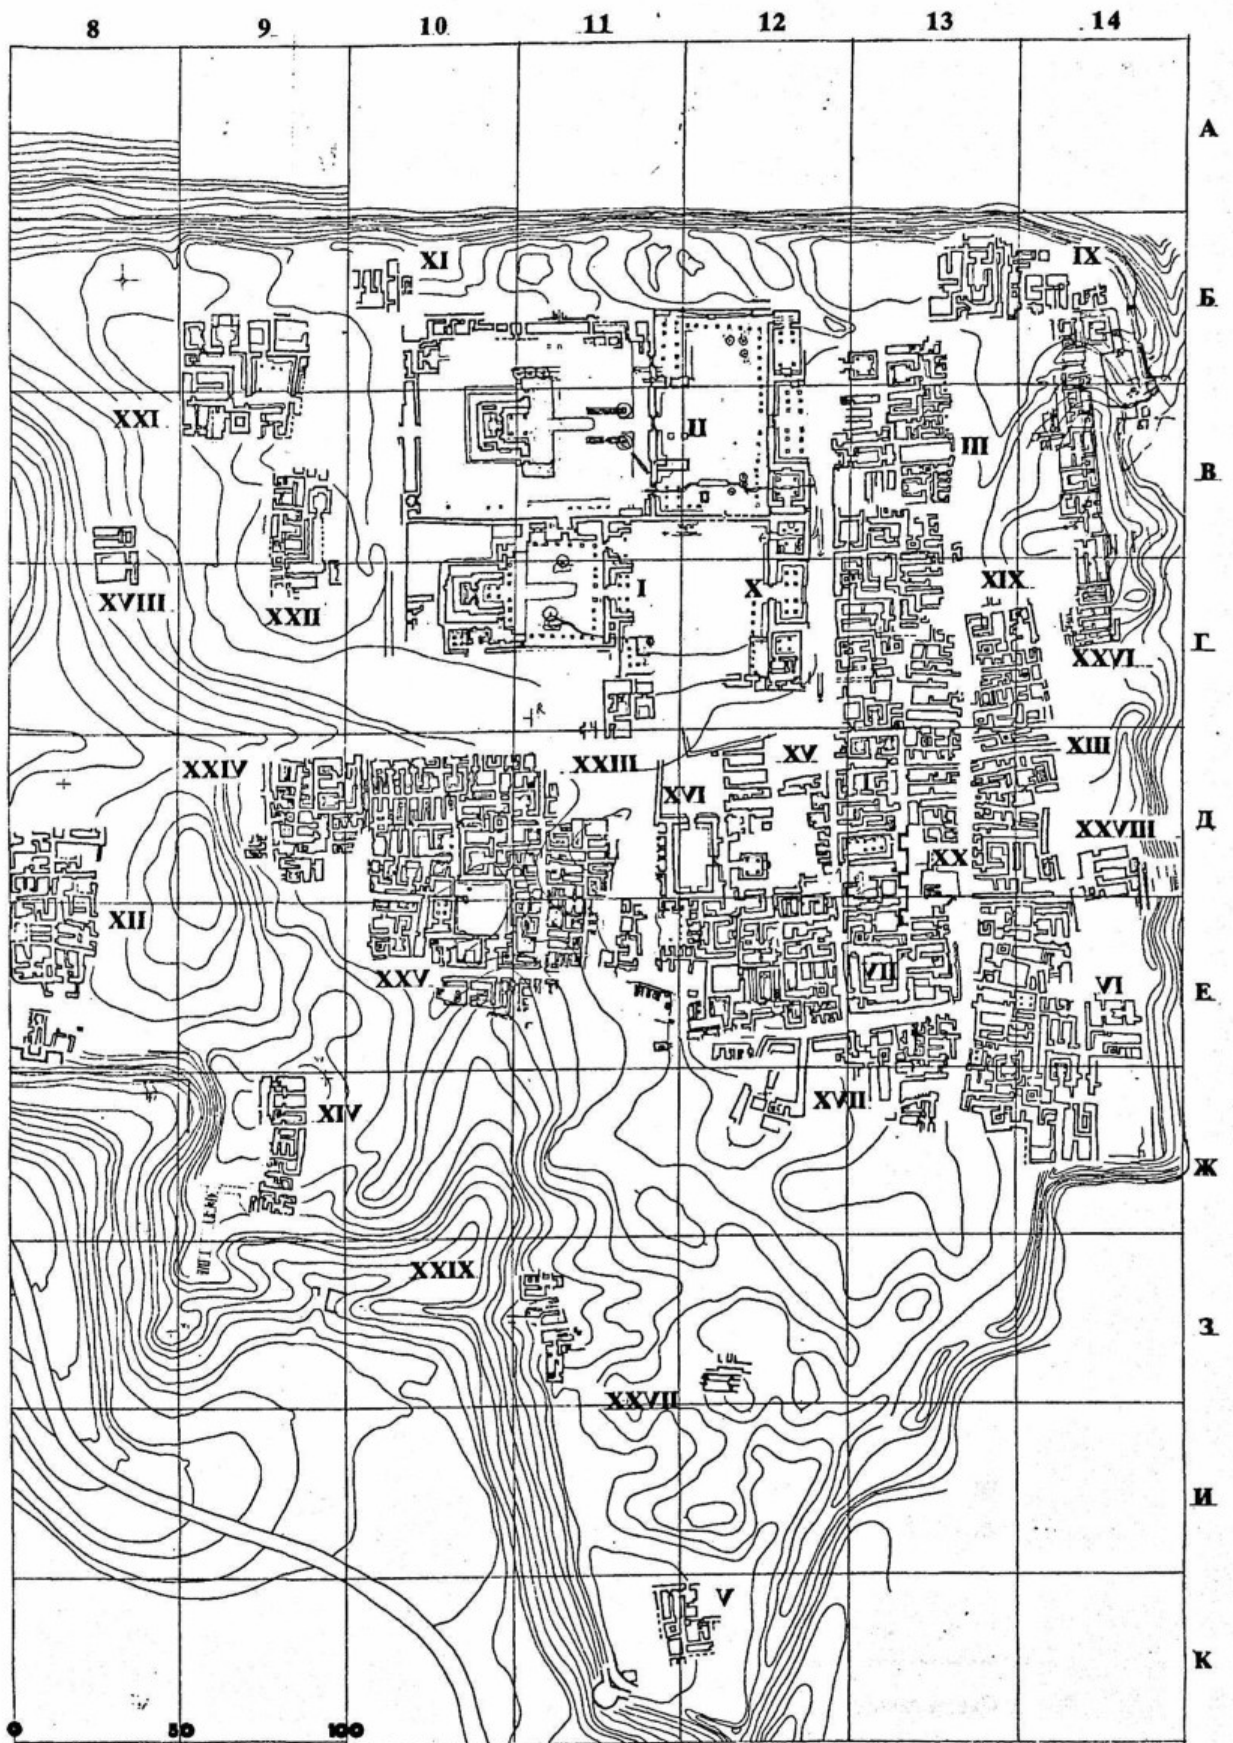 8 9 10 11 12 13 14
А
XI IX
Б
XXI II III
В
XVIII XXII I X XIX
Г
XXVI
R
XXIV XXIII XV XIII
XVI
XXVIII
Д
XX
XII
XXV VII VI
Е
XIV XVII
Ж
XXIX
З
XXVII
И
V
К
0 50 100